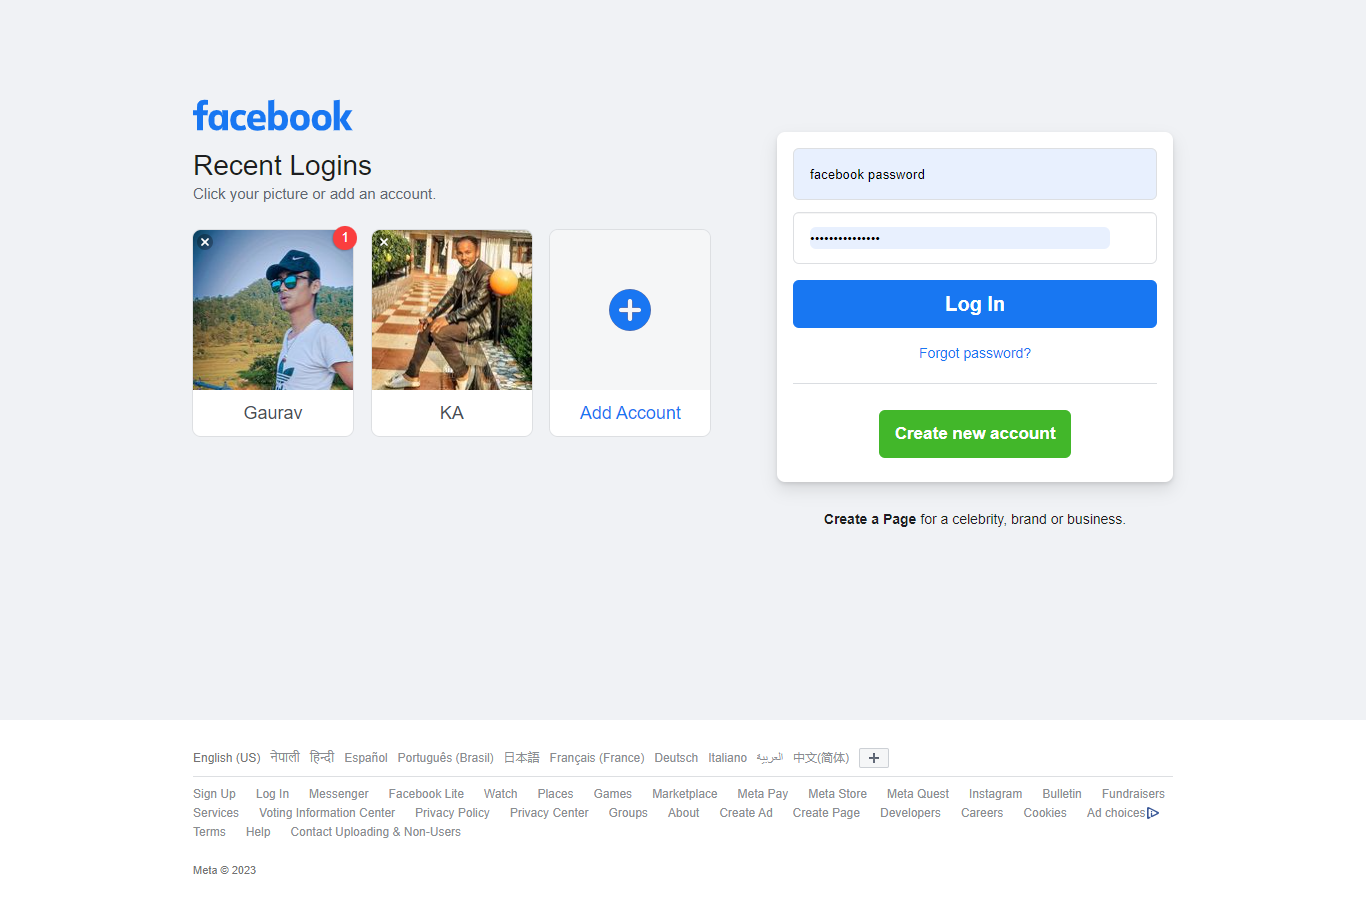 facebook
Recent Logins
Click your picture or add an account.
1
Gaurav
KA
Add Account
facebook password
•••••••••••••••
Log In
Forgot password?
Create new account
Create a Page for a celebrity, brand or business.
English (US) नेपाली हिन्दी Español Português (Brasil) 日本語 Français (France) Deutsch Italiano العربية 中文(简体)
Sign Up Log In Messenger Facebook Lite Watch Places Games Marketplace Meta Pay Meta Store Meta Quest Instagram Bulletin Fundraisers
Services Voting Information Center Privacy Policy Privacy Center Groups About Create Ad Create Page Developers Careers Cookies Ad choices
Terms Help Contact Uploading & Non-Users
Meta © 2023